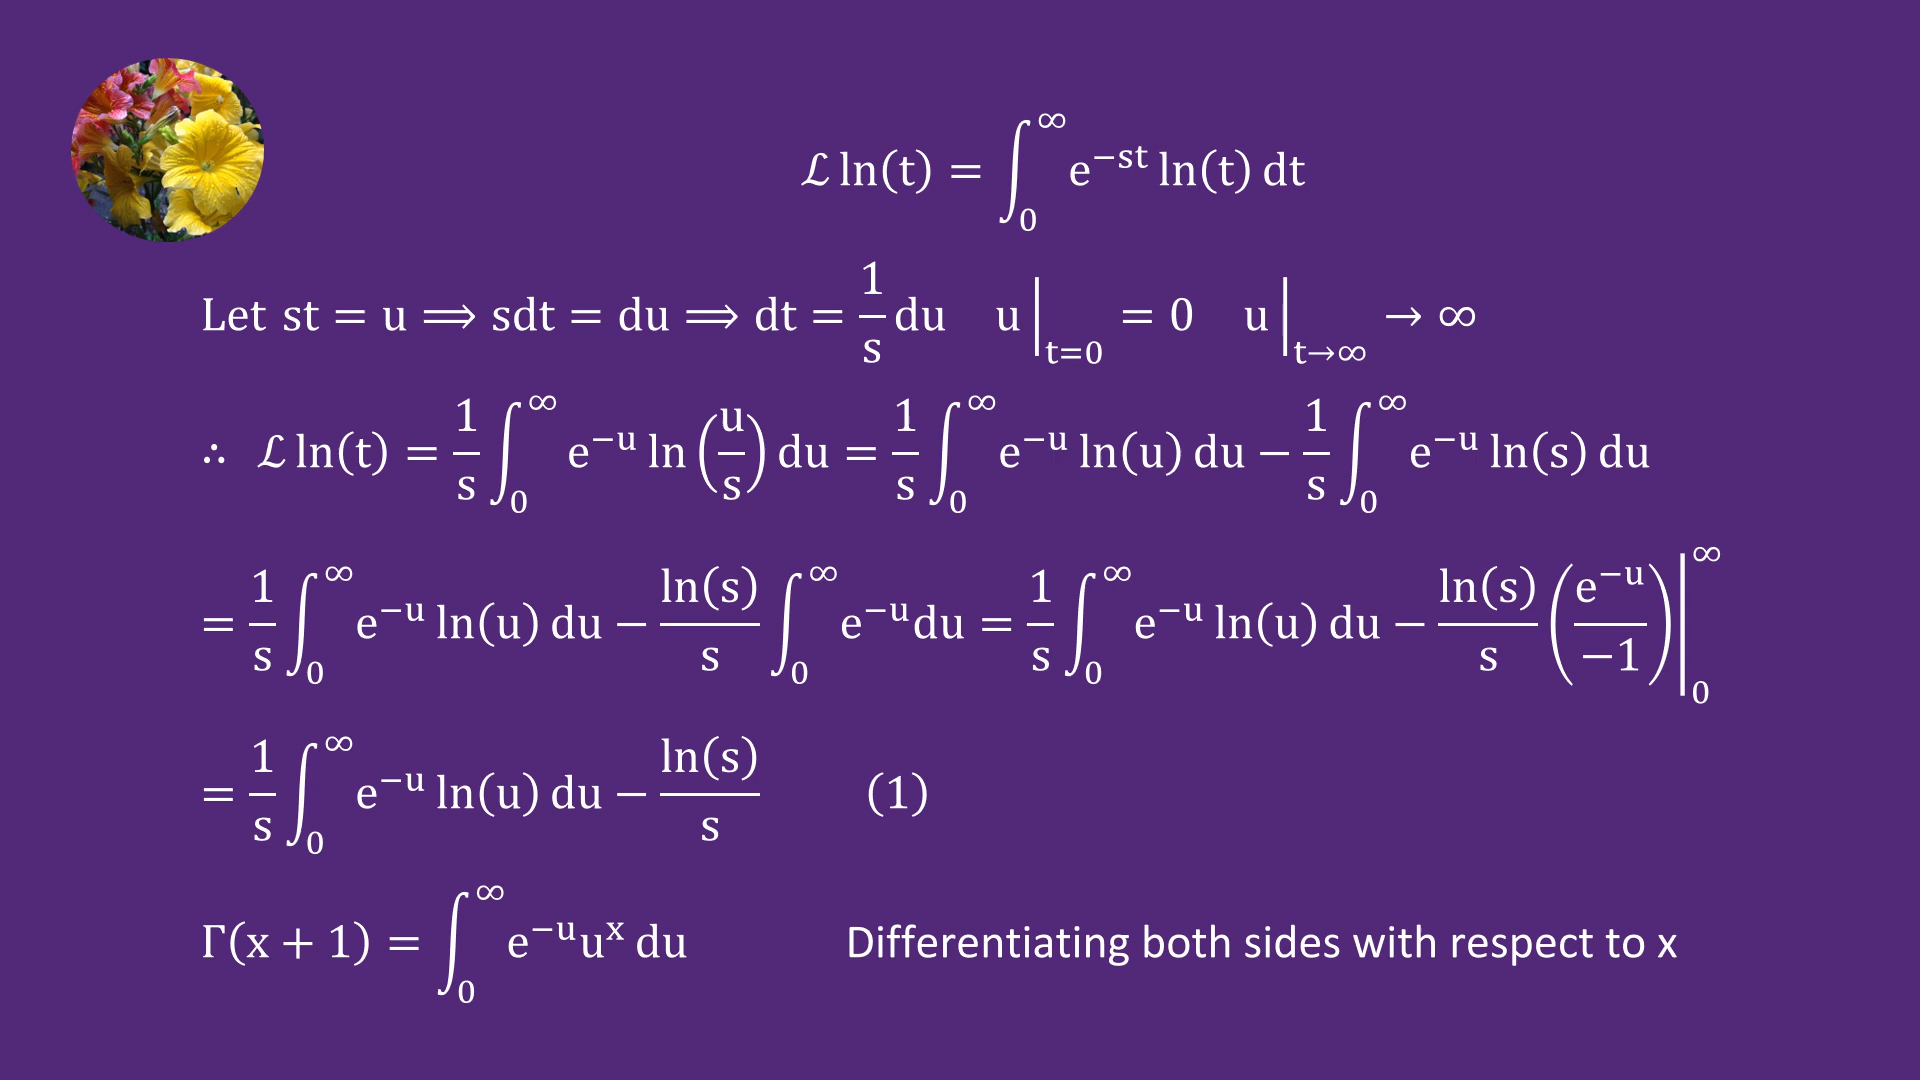 ℒ ln(t) = ∫₀^∞ e^(−st) ln(t) dt
Let st = u ⟹ sdt = du ⟹ dt = 1/s du  u|_(t=0) = 0  u|_(t→∞) → ∞
∴ ℒ ln(t) = 1/s ∫₀^∞ e^(−u) ln(u/s) du = 1/s ∫₀^∞ e^(−u) ln(u) du − 1/s ∫₀^∞ e^(−u) ln(s) du
= 1/s ∫₀^∞ e^(−u) ln(u) du − ln(s)/s ∫₀^∞ e^(−u) du = 1/s ∫₀^∞ e^(−u) ln(u) du − ln(s)/s (e^(−u)/−1)|₀^∞
= 1/s ∫₀^∞ e^(−u) ln(u) du − ln(s)/s  (1)
Γ(x + 1) = ∫₀^∞ e^(−u) u^x du  Differentiating both sides with respect to x